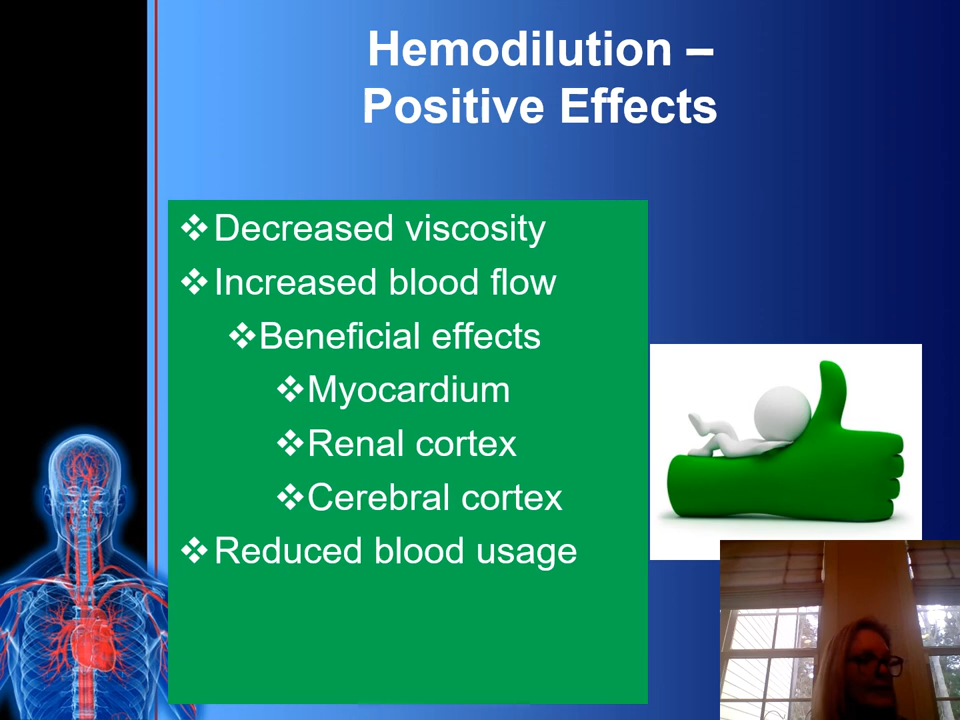 Hemodilution –
Positive Effects
❖Decreased viscosity
❖Increased blood flow
❖Beneficial effects
❖Myocardium
❖Renal cortex
❖Cerebral cortex
❖Reduced blood usage